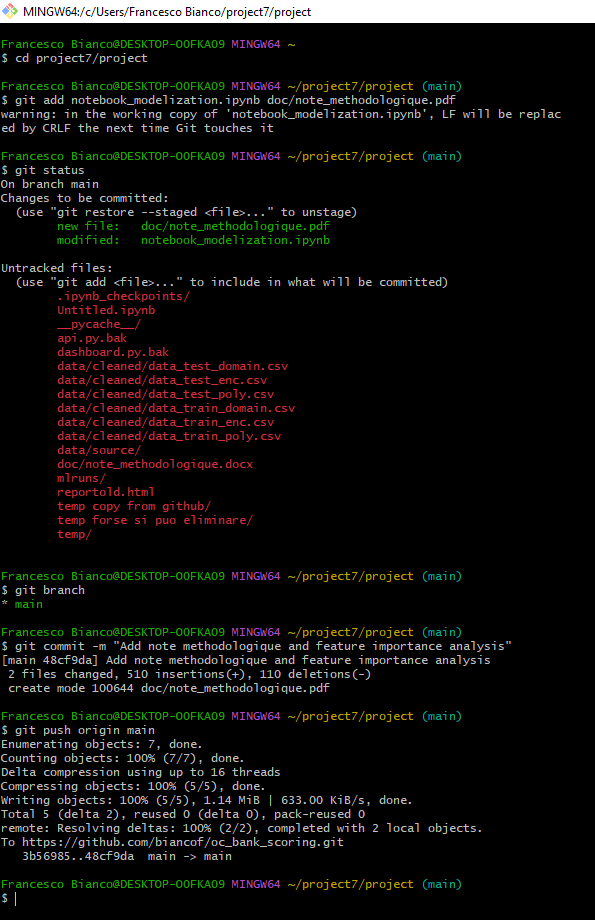 MINGW64:/c/Users/Francesco Bianco/project7/project
Francesco Bianco@DESKTOP-OOFKAO9 MINGW64 ~
$ cd project7/project
Francesco Bianco@DESKTOP-OOFKAO9 MINGW64 ~/project7/project (main)
$ git add notebook_modelization.ipynb doc/note_methodologique.pdf
warning: in the working copy of 'notebook_modelization.ipynb', LF will be replac
ed by CRLF the next time Git touches it
Francesco Bianco@DESKTOP-OOFKAO9 MINGW64 ~/project7/project (main)
$ git status
On branch main
Changes to be committed:
  (use "git restore --staged <file>..." to unstage)
        new file:   doc/note_methodologique.pdf
        modified:   notebook_modelization.ipynb
Untracked files:
  (use "git add <file>..." to include in what will be committed)
        .ipynb_checkpoints/
        Untitled.ipynb
        __pycache__/
        api.py.bak
        dashboard.py.bak
        data/cleaned/data_test_domain.csv
        data/cleaned/data_test_enc.csv
        data/cleaned/data_test_poly.csv
        data/cleaned/data_train_domain.csv
        data/cleaned/data_train_enc.csv
        data/cleaned/data_train_poly.csv
        data/source/
        doc/note_methodologique.docx
        mlruns/
        reportold.html
        temp copy from github/
        temp forse si puo eliminare/
        temp/
Francesco Bianco@DESKTOP-OOFKAO9 MINGW64 ~/project7/project (main)
$ git branch
* main
Francesco Bianco@DESKTOP-OOFKAO9 MINGW64 ~/project7/project (main)
$ git commit -m "Add note methodologique and feature importance analysis"
[main 48cf9da] Add note methodologique and feature importance analysis
 2 files changed, 510 insertions(+), 110 deletions(-)
 create mode 100644 doc/note_methodologique.pdf
Francesco Bianco@DESKTOP-OOFKAO9 MINGW64 ~/project7/project (main)
$ git push origin main
Enumerating objects: 7, done.
Counting objects: 100% (7/7), done.
Delta compression using up to 16 threads
Compressing objects: 100% (5/5), done.
Writing objects: 100% (5/5), 1.14 MiB | 633.00 KiB/s, done.
Total 5 (delta 2), reused 0 (delta 0), pack-reused 0
remote: Resolving deltas: 100% (2/2), completed with 2 local objects.
To https://github.com/biancof/oc_bank_scoring.git
   3b56985..48cf9da  main -> main
Francesco Bianco@DESKTOP-OOFKAO9 MINGW64 ~/project7/project (main)
$